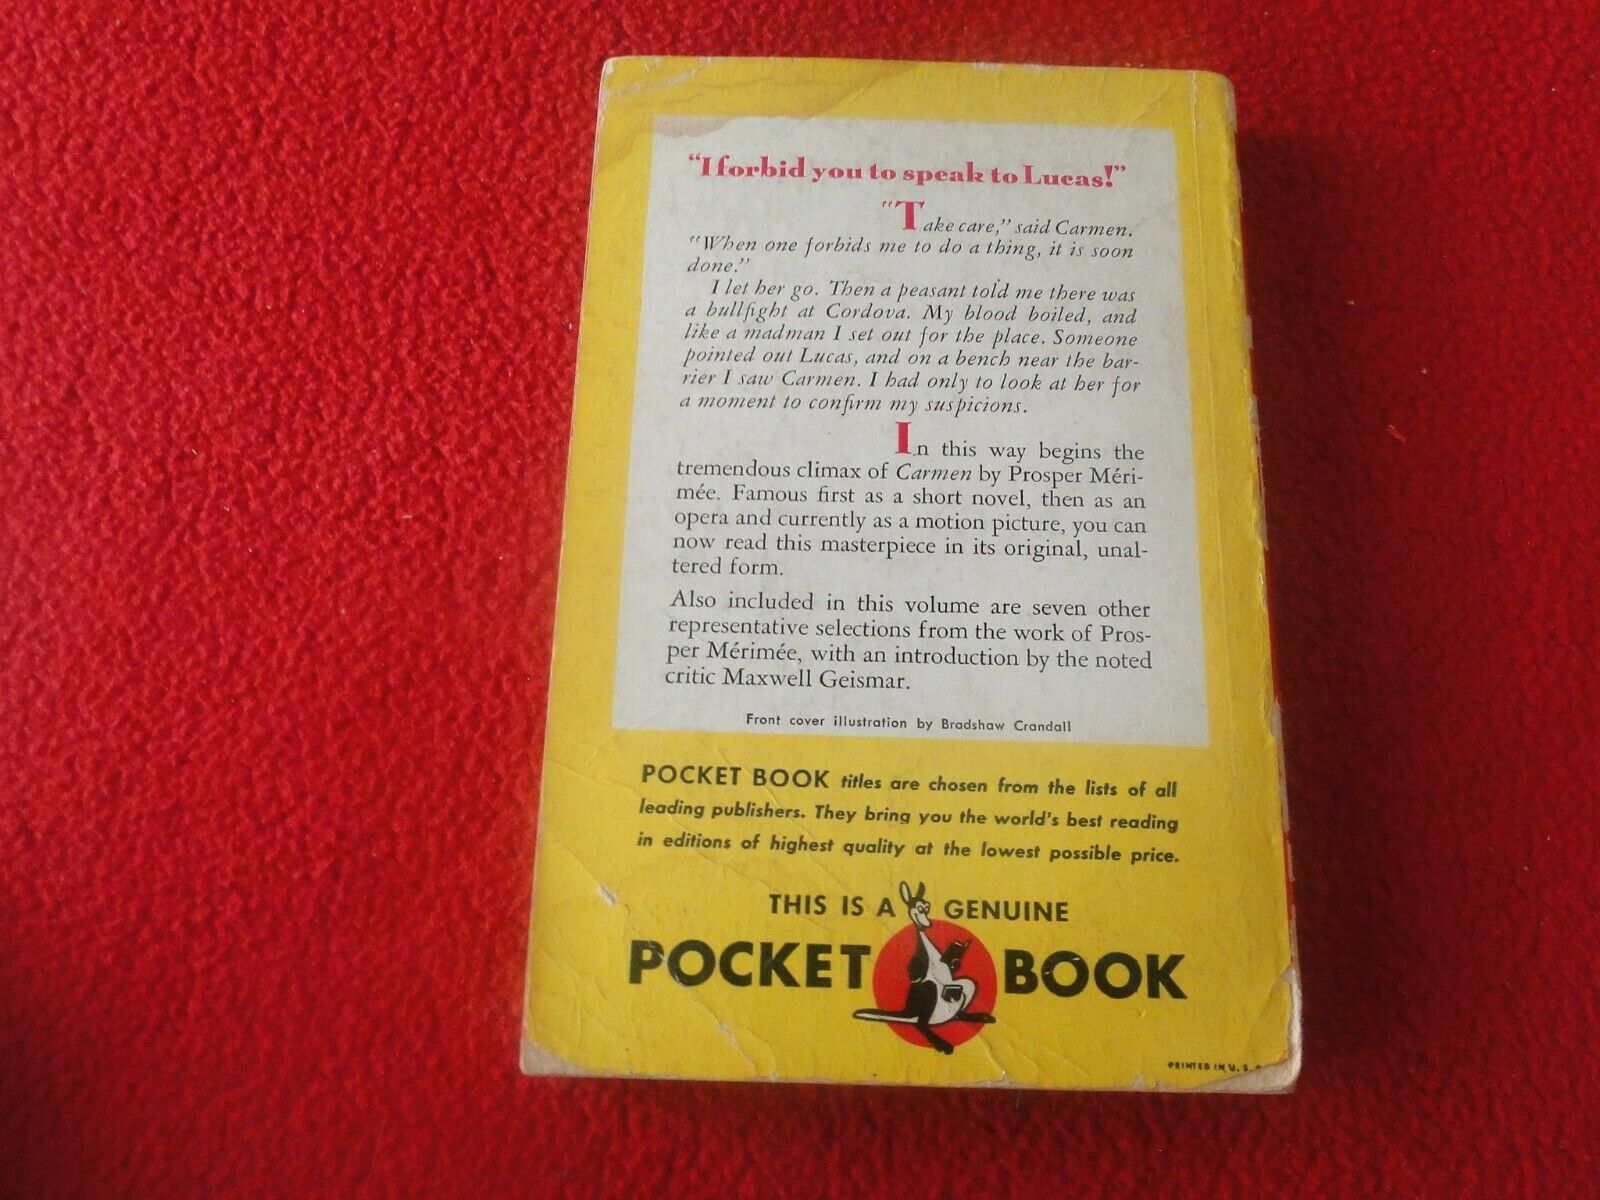 “I forbid you to speak to Lucas!”
“Take care,” said Carmen.
“When one forbids me to do a thing, it is soon
done.”
I let her go. Then a peasant told me there was
a bullfight at Cordova. My blood boiled, and
like a madman I set out for the place. Someone
pointed out Lucas, and on a bench near the bar-
rier I saw Carmen. I had only to look at her for
a moment to confirm my suspicions.
In this way begins the
tremendous climax of Carmen by Prosper Méri-
mée. Famous first as a short novel, then as an
opera and currently as a motion picture, you can
now read this masterpiece in its original, unal-
tered form.
Also included in this volume are seven other
representative selections from the work of Pros-
per Mérimée, with an introduction by the noted
critic Maxwell Geismar.
Front cover illustration by Bradshaw Crandall
POCKET BOOK titles are chosen from the lists of all
leading publishers. They bring you the world's best reading
in editions of highest quality at the lowest possible price.
THIS IS A GENUINE
POCKET BOOK
PRINTED IN U. S.